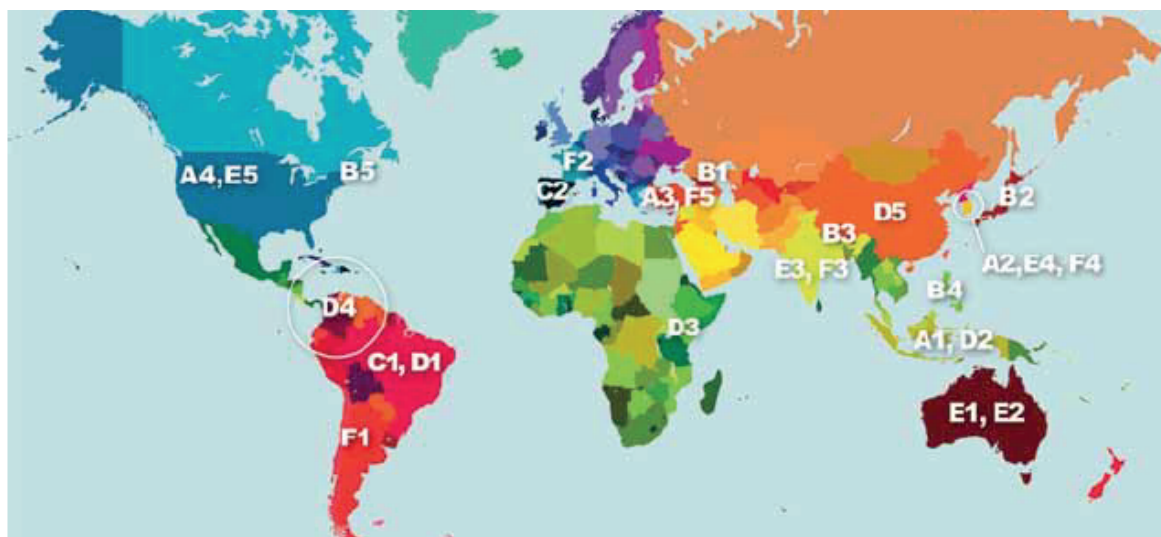 F2
A4,E5
B5
B1
C2
A3, F5
B2
D5
B3
E3, F3
A2,E4, F4
B4
D4
D3
A1, D2
C1, D1
E1, E2
F1